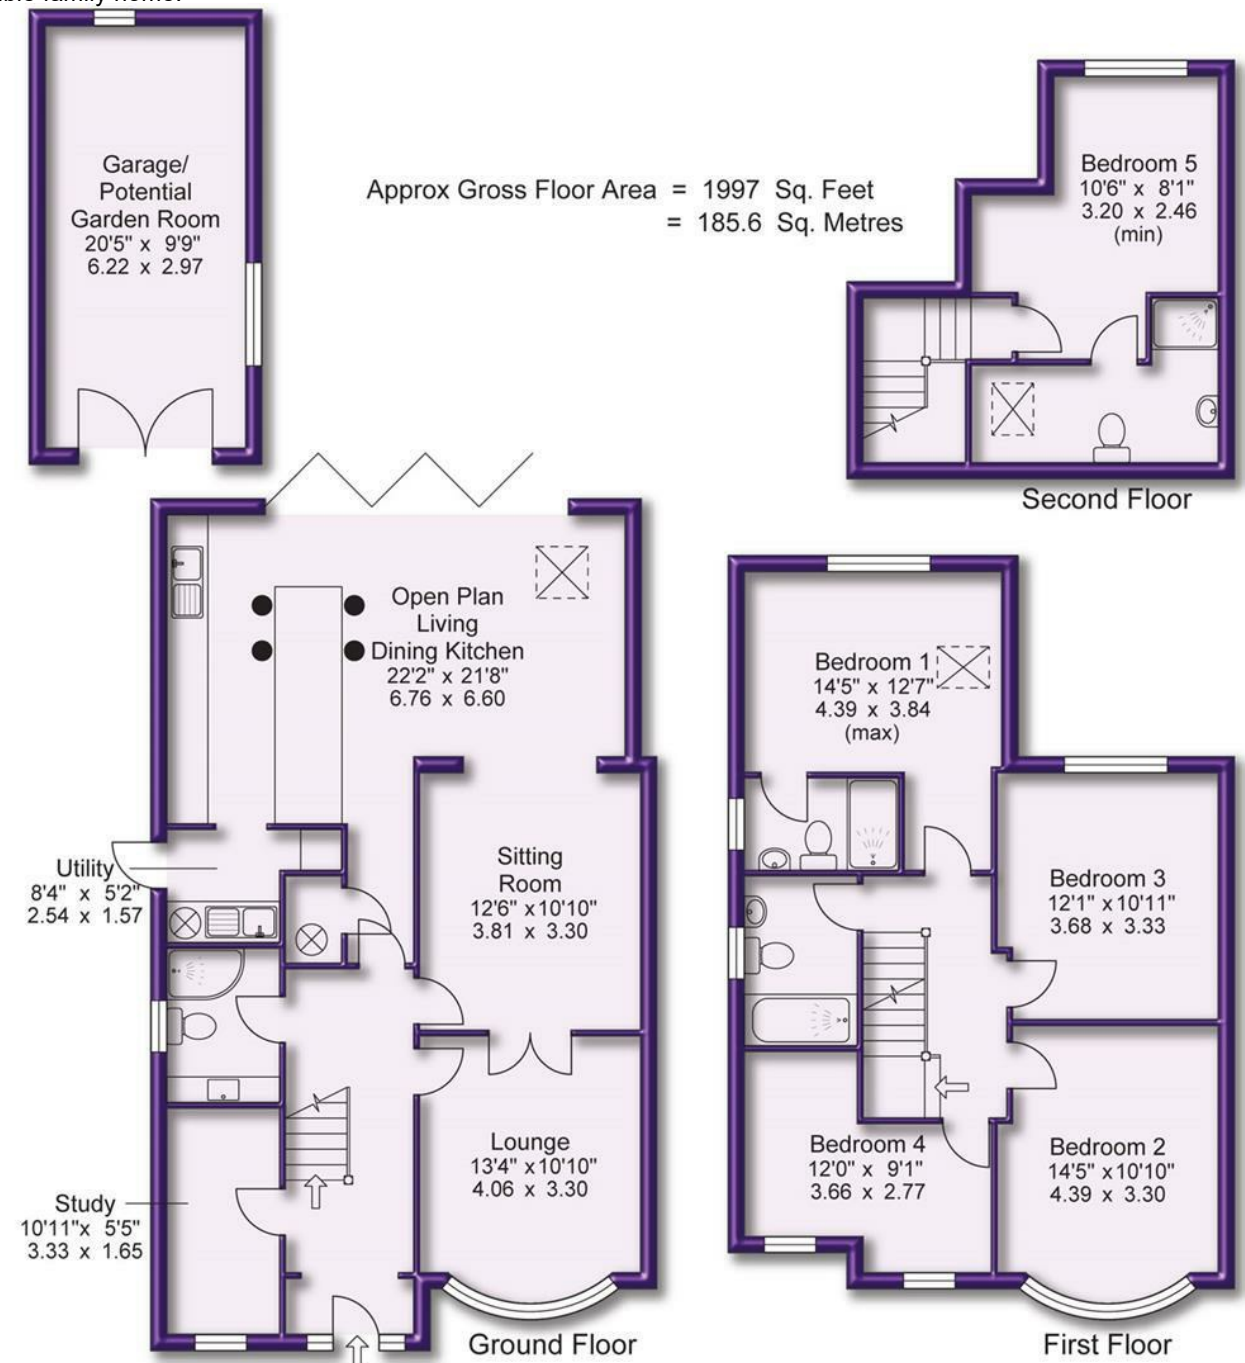 Garage/
Potential
Garden Room
20'5" x 9'9"
6.22 x 2.97
Approx Gross Floor Area = 1997 Sq. Feet
= 185.6 Sq. Metres
Bedroom 5
10'6" x 8'1"
3.20 x 2.46
(min)
Second Floor
Open Plan
Living
Dining Kitchen
22'2" x 21'8"
6.76 x 6.60
Utility
8'4" x 5'2"
2.54 x 1.57
Sitting
Room
12'6" x10'10"
3.81 x 3.30
Lounge
13'4" x10'10"
4.06 x 3.30
Study
10'11"x 5'5"
3.33 x 1.65
Ground Floor
Bedroom 1
14'5" x 12'7"
4.39 x 3.84
(max)
Bedroom 3
12'1" x10'11"
3.68 x 3.33
Bedroom 4
12'0" x 9'1"
3.66 x 2.77
Bedroom 2
14'5" x10'10"
4.39 x 3.30
First Floor